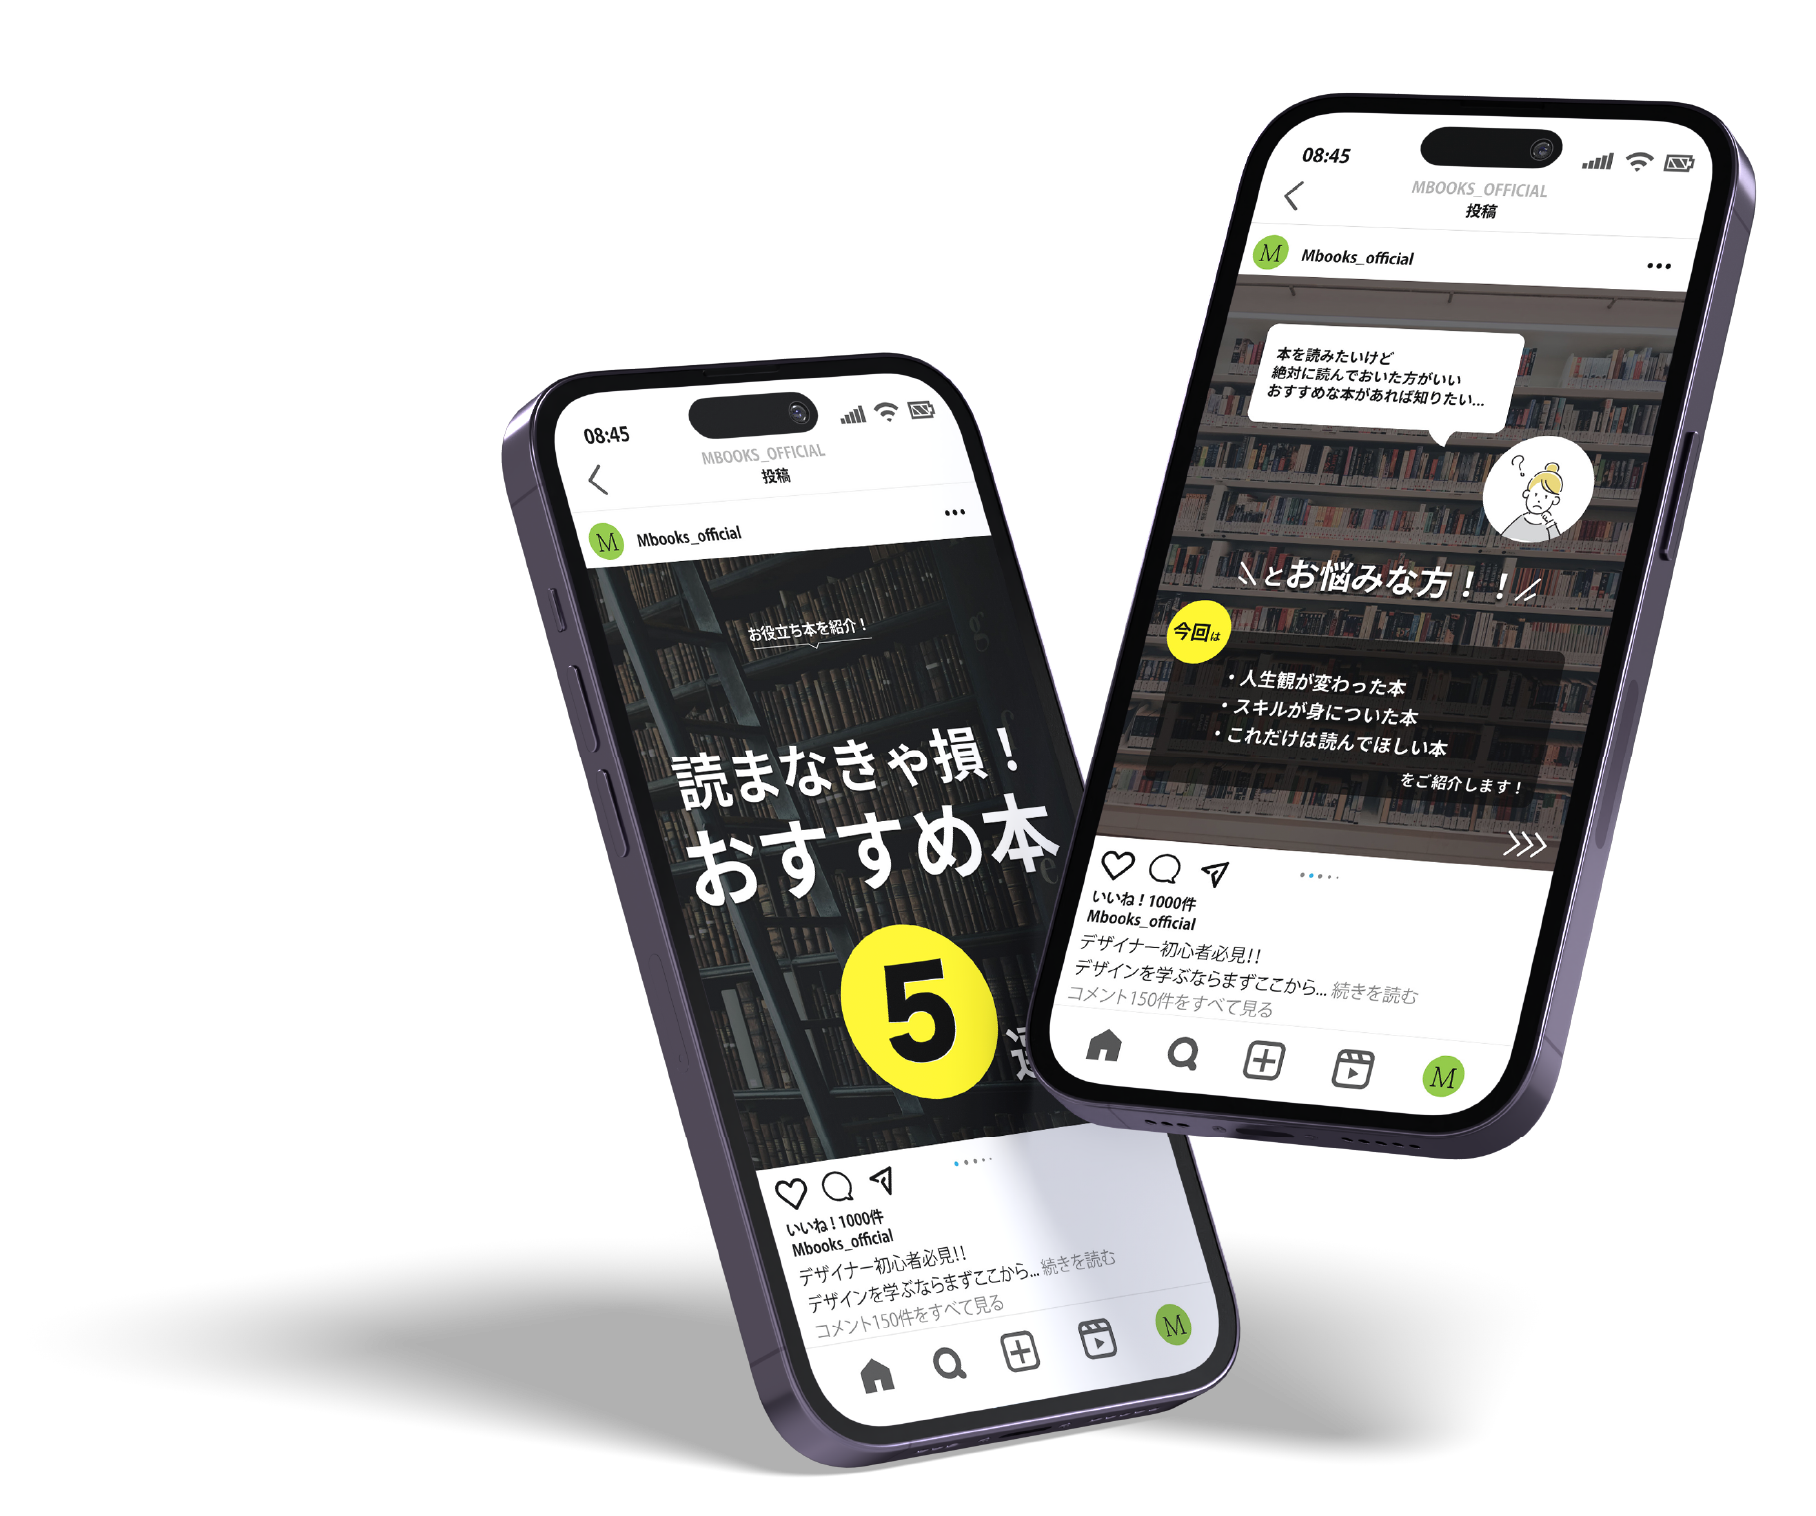 08:45
MBOOKS_OFFICIAL
投稿
M
Mbooks_official
お役立ち本を紹介！
読まなきゃ損！
おすすめ本
5
いいね！1000件
Mbooks_official
デザイナー初心者必見!!
デザインを学ぶならまずここから... 続きを読む
コメント150件をすべて見る
M
08:45
MBOOKS_OFFICIAL
投稿
M
Mbooks_official
本を読みたいけど
絶対に読んでおいた方がいい
おすすめな本があれば知りたい...
とお悩みな方！！
今回は
・人生観が変わった本
・スキルが身についた本
・これだけは読んでほしい本
をご紹介します！
いいね！1000件
Mbooks_official
デザイナー初心者必見!!
デザインを学ぶならまずここから... 続きを読む
コメント150件をすべて見る
M